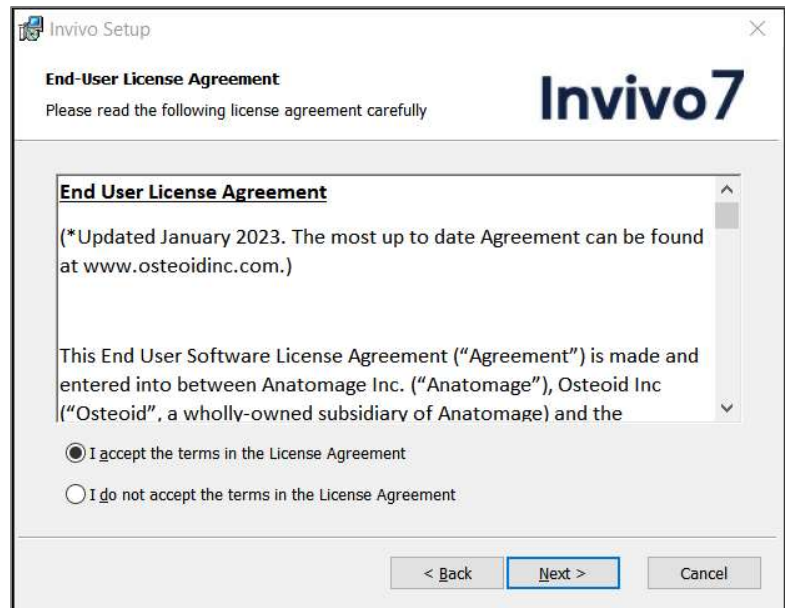 Invivo Setup
End-User License Agreement
Please read the following license agreement carefully
Invivo7
End User License Agreement
(*Updated January 2023. The most up to date Agreement can be found
at www.osteoidinc.com.)
This End User Software License Agreement (“Agreement”) is made and
entered into between Anatomage Inc. (“Anatomage”), Osteoid Inc
(“Osteoid”, a wholly-owned subsidiary of Anatomage) and the
I accept the terms in the License Agreement
I do not accept the terms in the License Agreement
< Back Next > Cancel